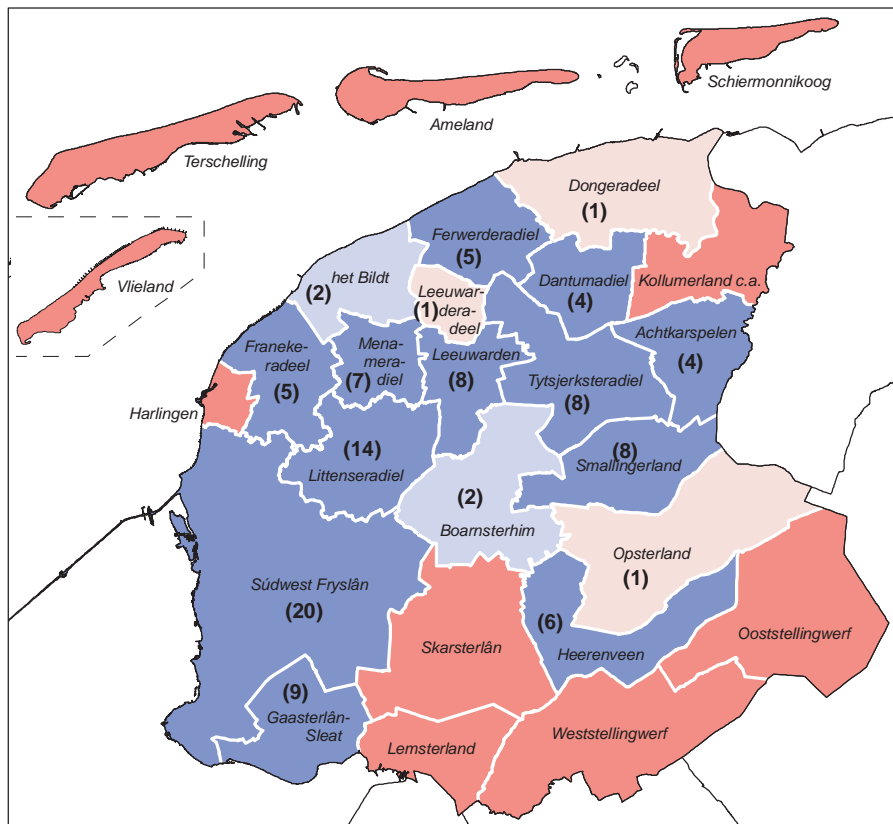 Schiermonnikoog
Ameland
Terschelling
Vlieland
Dongeradeel
(1)
Ferwerderadiel
(5)
Dantumadiel
(4)
Kollumerland c.a.
het Bildt
(2)
Leeuwar-
deradeel
(1)
Achtkarspelen
(4)
Franeke-
radeel
(5)
Mena-
meradiel
(7)
Leeuwarden
(8)
Tytsjerksteradiel
(8)
Harlingen
(14)
Littenseradiel
(8)
Smallingerland
(2)
Boarnsterhim
Opsterland
(1)
Súdwest Fryslân
(20)
(6)
Heerenveen
Skarsterlân
Ooststellingwerf
(9)
Gaasterlân-
Sleat
Lemsterland
Weststellingwerf